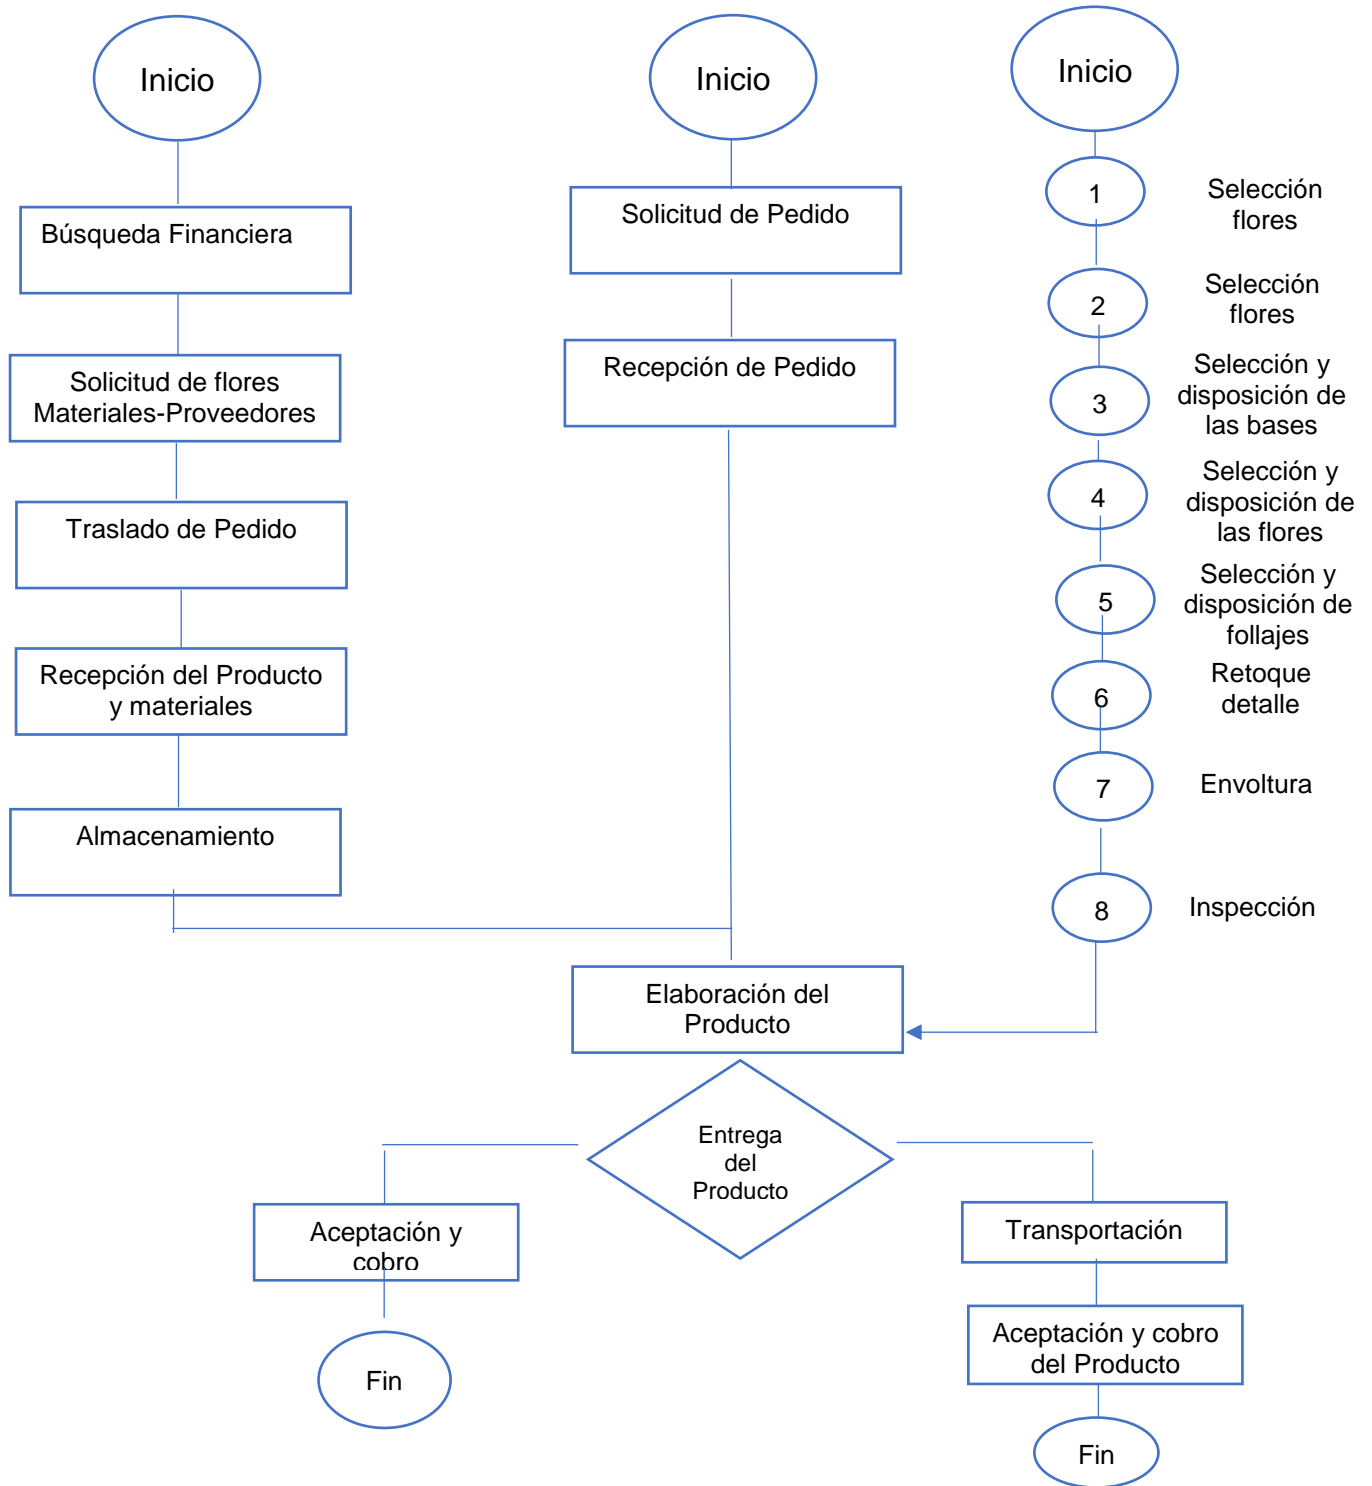 Inicio
Inicio
Inicio
Búsqueda Financiera
Solicitud de flores
Materiales-Proveedores
Traslado de Pedido
Recepción del Producto
y materiales
Almacenamiento
Solicitud de Pedido
Recepción de Pedido
1
Selección
flores
2
Selección
flores
3
Selección y
disposición de
las bases
4
Selección y
disposición de
las flores
5
Selección y
disposición de
follajes
6
Retoque
detalle
7
Envoltura
8
Inspección
Elaboración del
Producto
Entrega
del
Producto
Aceptación y
cobro
Fin
Transportación
Aceptación y cobro
del Producto
Fin